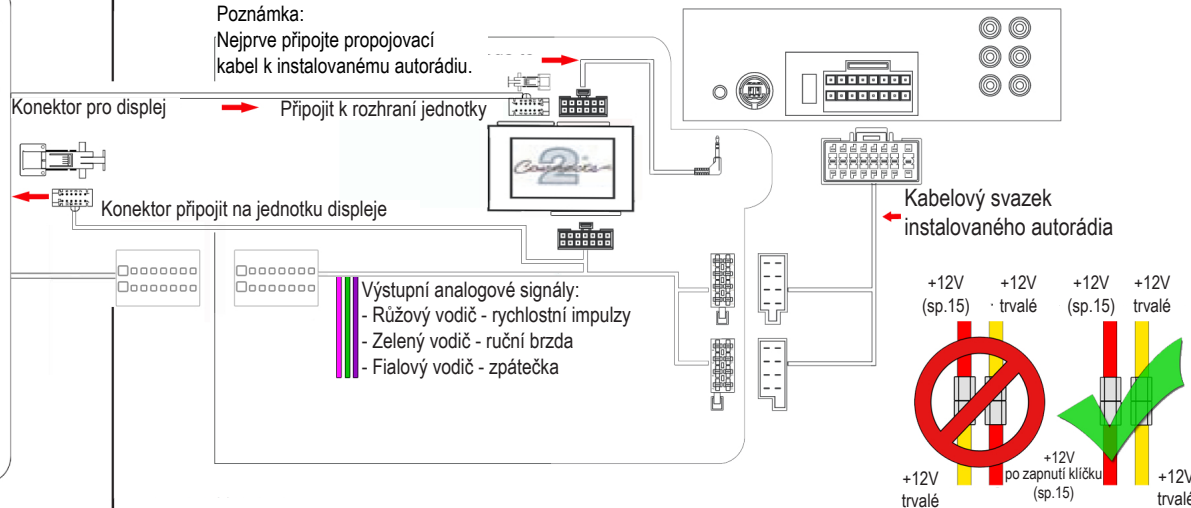 Poznámka:
Nejprve připojte propojovací
kabel k instalovanému autorádiu.
Konektor pro displej
Připojit k rozhraní jednotky
2
Connects
Konektor připojit na jednotku displeje
Kabelový svazek
instalovaného autorádia
Výstupní analogové signály:
- Růžový vodič - rychlostní impulzy
- Zelený vodič - ruční brzda
- Fialový vodič - zpátečka
+12V
(sp.15)
+12V
trvalé
+12V
(sp.15)
+12V
trvalé
+12V
trvalé
+12V
po zapnutí klíčku
(sp.15)
+12V
trvalé